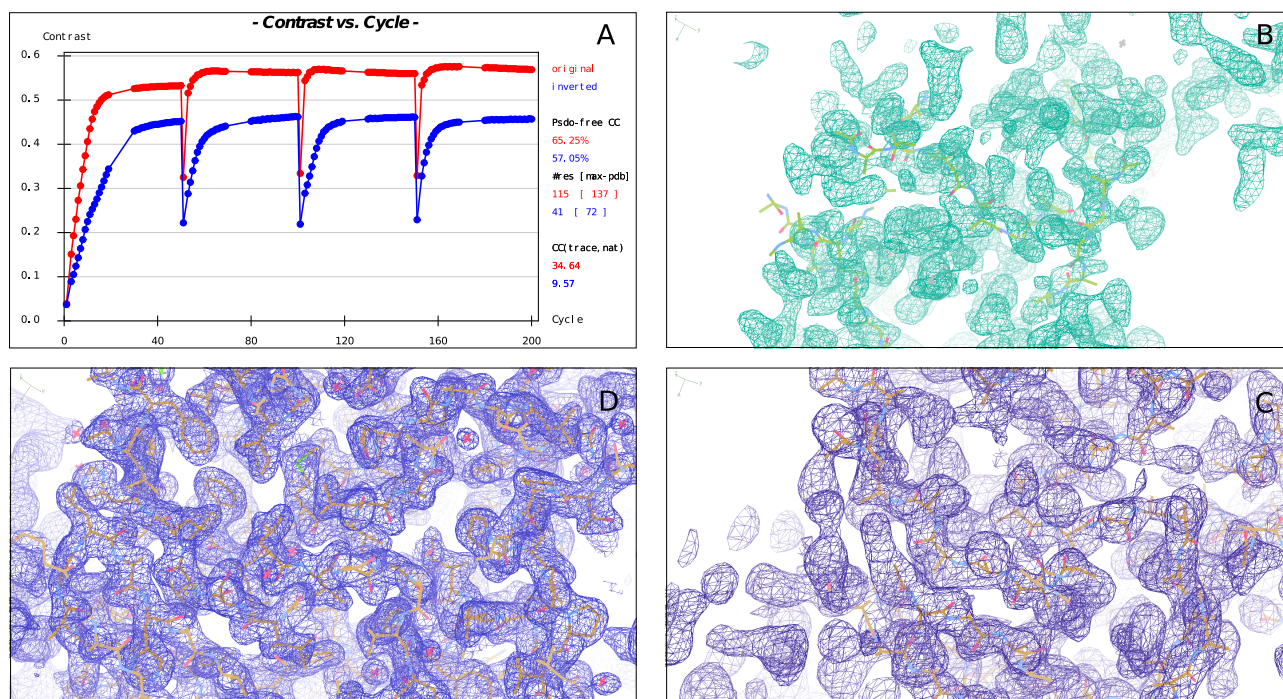 - Contrast vs. Cycle -
A
Contrast
0.6
0.5
0.4
0.3
0.2
0.1
0.0
0
40
80
120
160
200
Cycle
original
inverted
Psdo-free CC
65.25%
57.05%
#res [max-pdb]
115 [ 137 ]
41 [ 72 ]
CC(trace,nat)
34.64
9.57
B
D
C